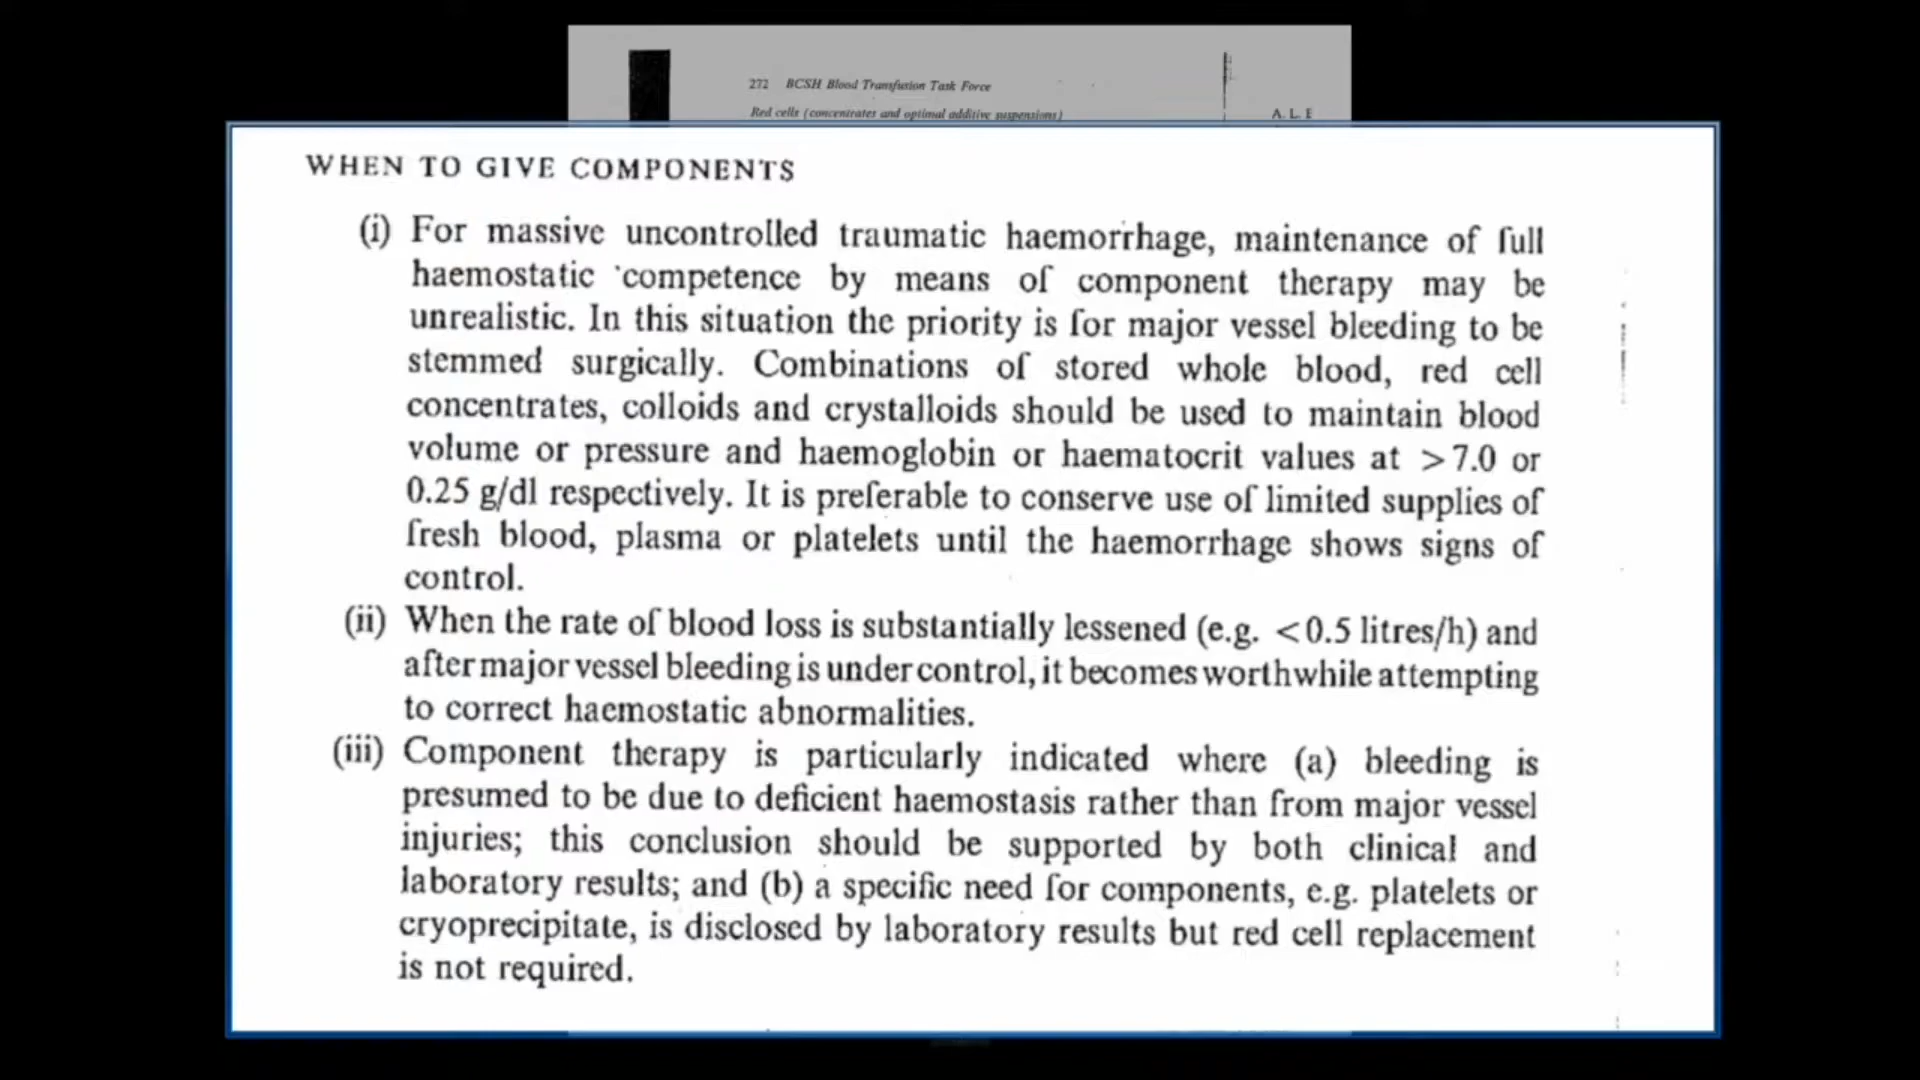 272 BCSH Blood Transfusion Task Force
Red cells (concentrates and optimal additive suspensions)
A. L. E
WHEN TO GIVE COMPONENTS
(i) For massive uncontrolled traumatic haemorrhage, maintenance of full
haemostatic competence by means of component therapy may be
unrealistic. In this situation the priority is for major vessel bleeding to be
stemmed surgically. Combinations of stored whole blood, red cell
concentrates, colloids and crystalloids should be used to maintain blood
volume or pressure and haemoglobin or haematocrit values at >7.0 or
0.25 g/dl respectively. It is preferable to conserve use of limited supplies of
fresh blood, plasma or platelets until the haemorrhage shows signs of
control.
(ii) When the rate of blood loss is substantially lessened (e.g. <0.5 litres/h) and
after major vessel bleeding is under control, it becomes worthwhile attempting
to correct haemostatic abnormalities.
(iii) Component therapy is particularly indicated where (a) bleeding is
presumed to be due to deficient haemostasis rather than from major vessel
injuries; this conclusion should be supported by both clinical and
laboratory results; and (b) a specific need for components, e.g. platelets or
cryoprecipitate, is disclosed by laboratory results but red cell replacement
is not required.